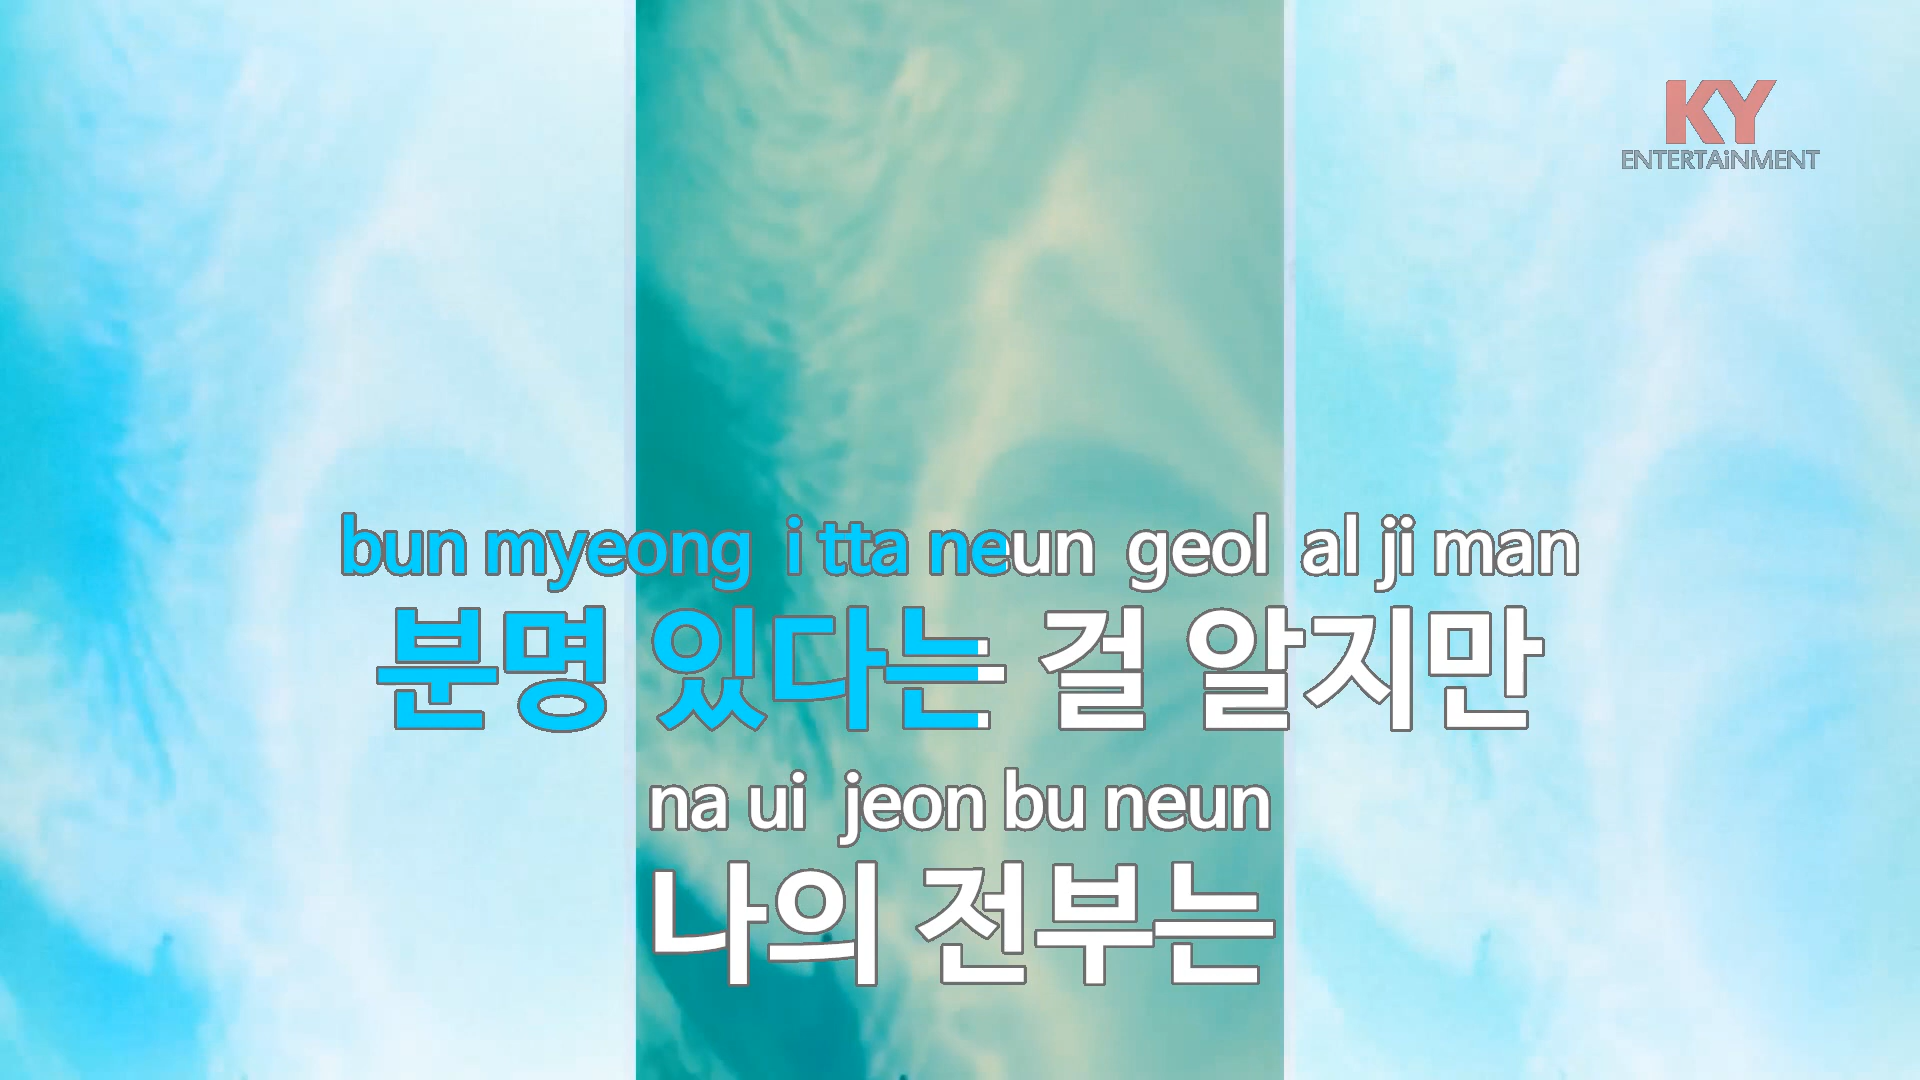 KY
ENTERTAiNMENT
bun myeong i tta neun geol al ji man
분명 있다는 걸 알지만
na ui jeon bu neun
나의 전부는